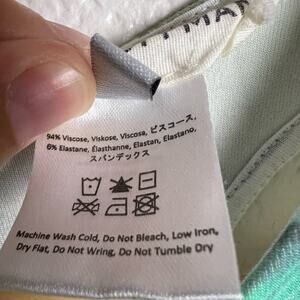 94% Viscose, Viskose, Viscosa, ビスコース,
6% Elastane, Élasthanne, Elastan, Elastano,
スパンデックス
Machine Wash Cold, Do Not Bleach, Low Iron,
Dry Flat, Do Not Wring, Do Not Tumble Dry